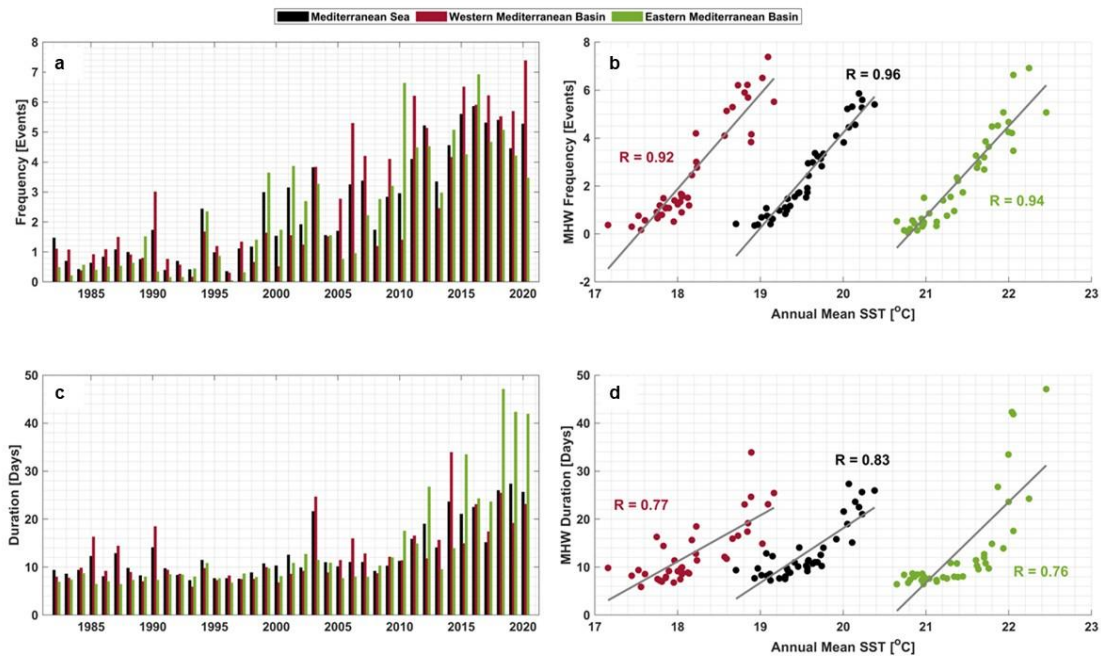 Mediterranean Sea Western Mediterranean Basin Eastern Mediterranean Basin
a
Frequency [Events]
8
7
6
5
4
3
2
1
0
1985 1990 1995 2000 2005 2010 2015 2020
b
MHW Frequency [Events]
8
6
4
2
0
-2
R = 0.92
R = 0.96
R = 0.94
17 18 19 20 21 22 23
Annual Mean SST [°C]
c
Duration [Days]
50
40
30
20
10
0
1985 1990 1995 2000 2005 2010 2015 2020
d
MHW Duration [Days]
50
40
30
20
10
0
R = 0.77
R = 0.83
R = 0.76
17 18 19 20 21 22 23
Annual Mean SST [°C]